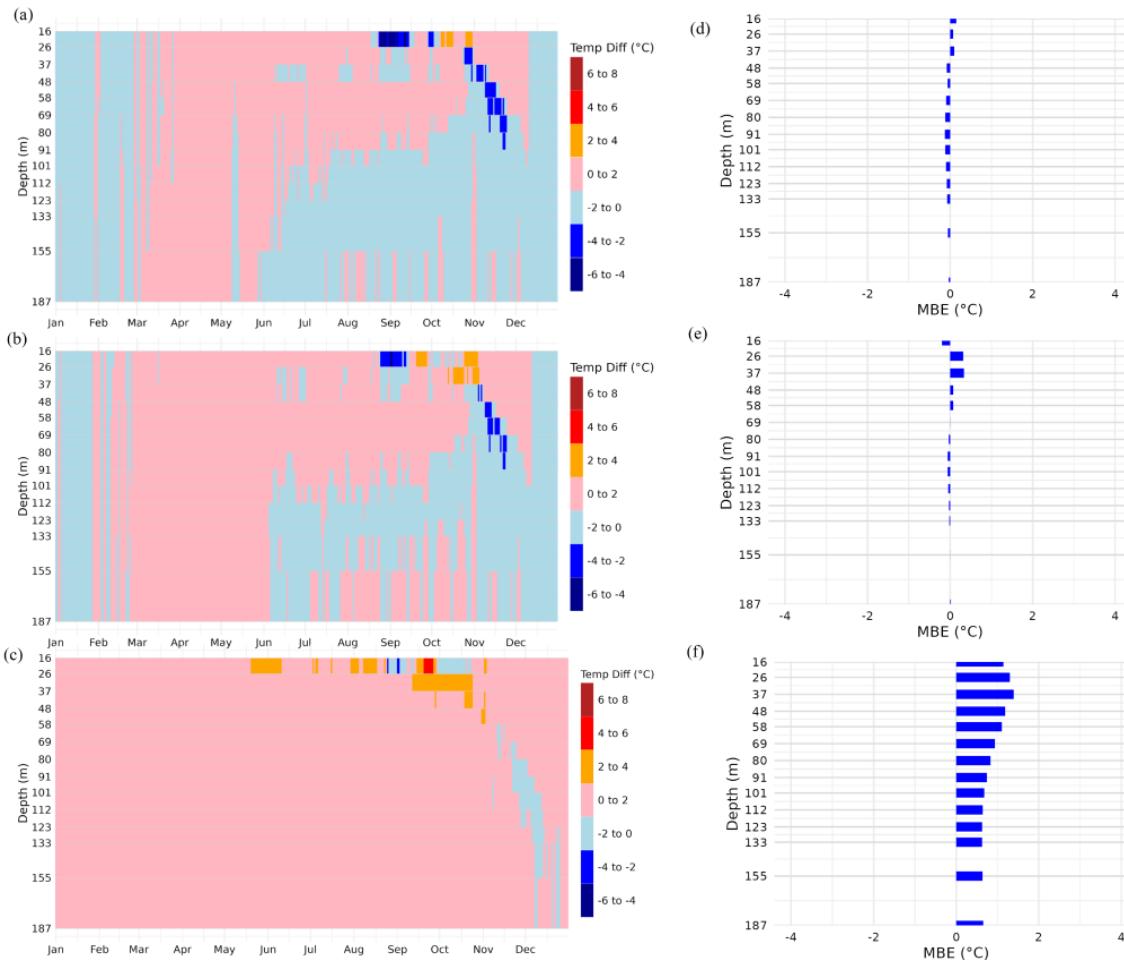 (a)
16
26
37
48
58
69
80
91
101
112
123
133
155
187
Depth (m)
Jan Feb Mar Apr May Jun Jul Aug Sep Oct Nov Dec
Temp Diff (°C)
6 to 8
4 to 6
2 to 4
0 to 2
-2 to 0
-4 to -2
-6 to -4
(d)
16
26
37
48
58
69
80
91
101
112
123
133
155
187
Depth (m)
-4 -2 0 2 4
MBE (°C)
(b)
16
26
37
48
58
69
80
91
101
112
123
133
155
187
Depth (m)
Jan Feb Mar Apr May Jun Jul Aug Sep Oct Nov Dec
Temp Diff (°C)
6 to 8
4 to 6
2 to 4
0 to 2
-2 to 0
-4 to -2
-6 to -4
(e)
16
26
37
48
58
69
80
91
101
112
123
133
155
187
Depth (m)
-4 -2 0 2 4
MBE (°C)
(c)
16
26
37
48
58
69
80
91
101
112
123
133
155
187
Depth (m)
Jan Feb Mar Apr May Jun Jul Aug Sep Oct Nov Dec
Temp Diff (°C)
6 to 8
4 to 6
2 to 4
0 to 2
-2 to 0
-4 to -2
-6 to -4
(f)
16
26
37
48
58
69
80
91
101
112
123
133
155
187
Depth (m)
-4 -2 0 2 4
MBE (°C)